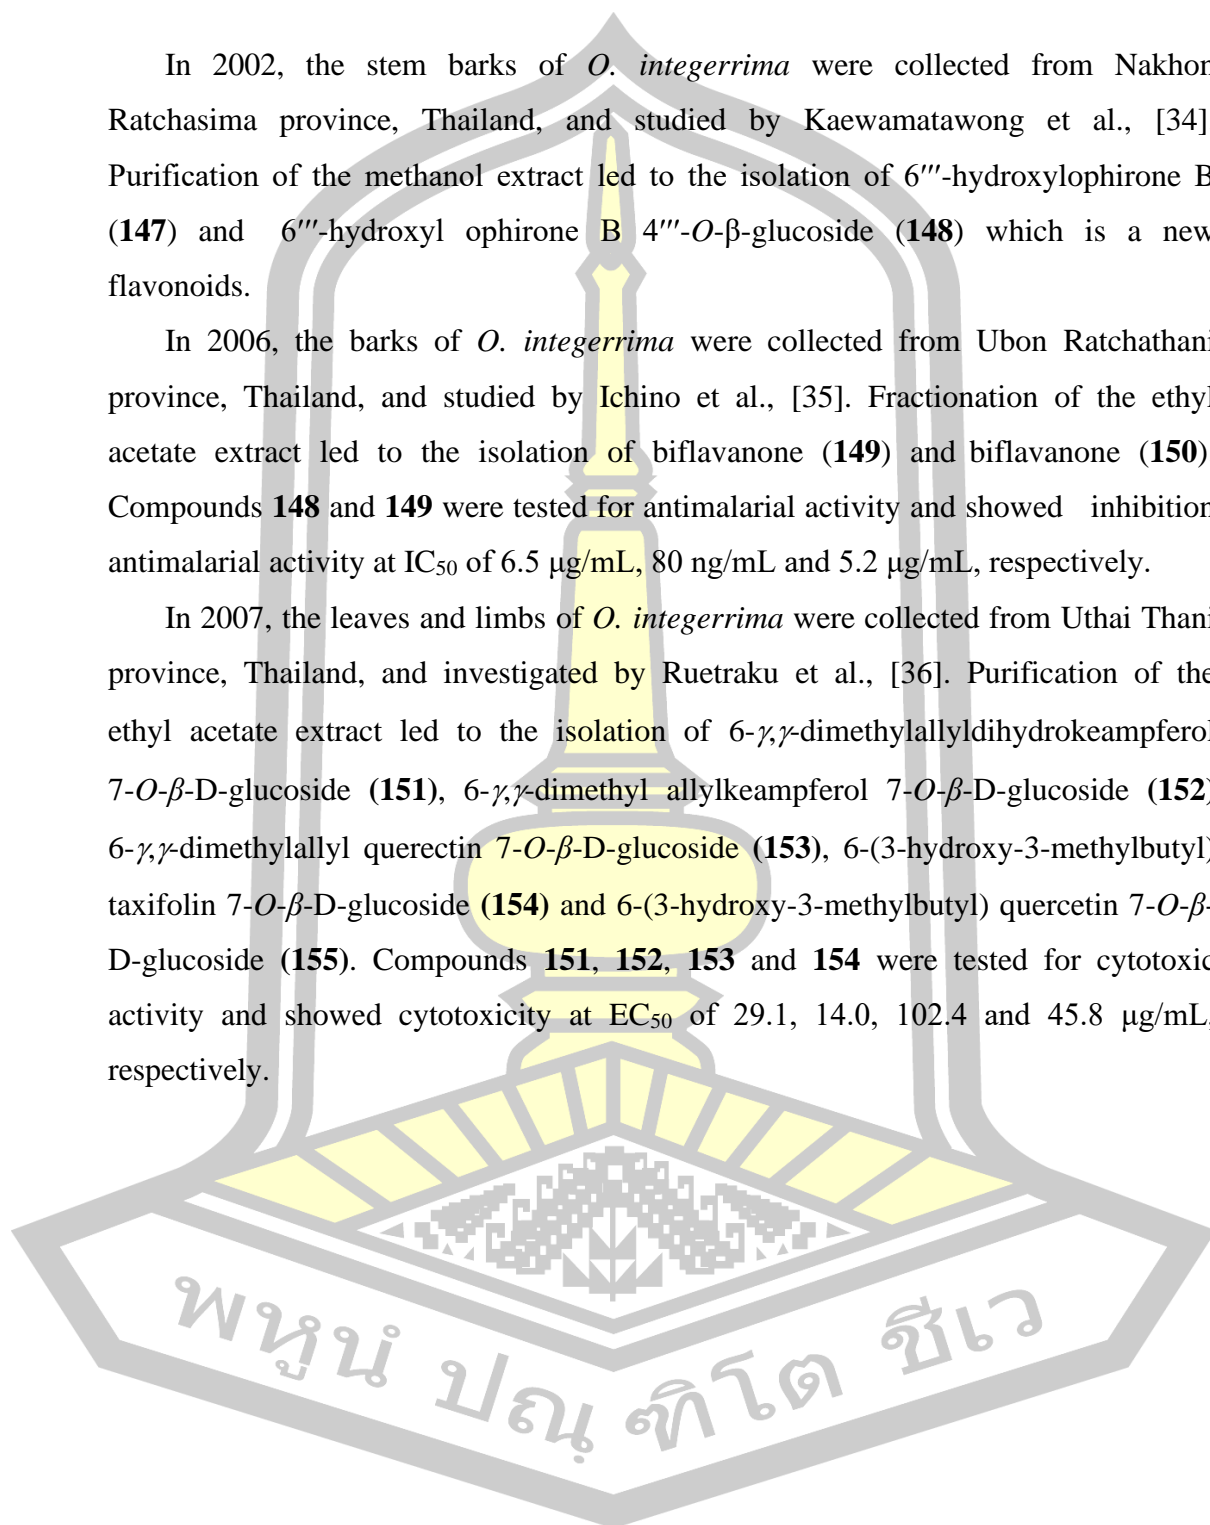 In 2002, the stem barks of O. integerrima were collected from Nakhon
Ratchasima province, Thailand, and studied by Kaewamatawong et al., [34]
Purification of the methanol extract led to the isolation of 6‴-hydroxylophirone B
(147) and 6‴-hydroxyl ophirone B 4‴-O-β-glucoside (148) which is a new
flavonoids.
In 2006, the barks of O. integerrima were collected from Ubon Ratchathani
province, Thailand, and studied by Ichino et al., [35]. Fractionation of the ethyl
acetate extract led to the isolation of biflavanone (149) and biflavanone (150)
Compounds 148 and 149 were tested for antimalarial activity and showed inhibition
antimalarial activity at IC50 of 6.5 μg/mL, 80 ng/mL and 5.2 μg/mL, respectively.
In 2007, the leaves and limbs of O. integerrima were collected from Uthai Thani
province, Thailand, and investigated by Ruetraku et al., [36]. Purification of the
ethyl acetate extract led to the isolation of 6-γ,γ-dimethylallyldihydrokeampferol
7-O-β-D-glucoside (151), 6-γ,γ-dimethyl allylkeampferol 7-O-β-D-glucoside (152)
6-γ,γ-dimethylallyl querectin 7-O-β-D-glucoside (153), 6-(3-hydroxy-3-methylbutyl)
taxifolin 7-O-β-D-glucoside (154) and 6-(3-hydroxy-3-methylbutyl) quercetin 7-O-β-
D-glucoside (155). Compounds 151, 152, 153 and 154 were tested for cytotoxic
activity and showed cytotoxicity at EC50 of 29.1, 14.0, 102.4 and 45.8 μg/mL,
respectively.
พหูนํ ปณฺฑิโต ชีเว